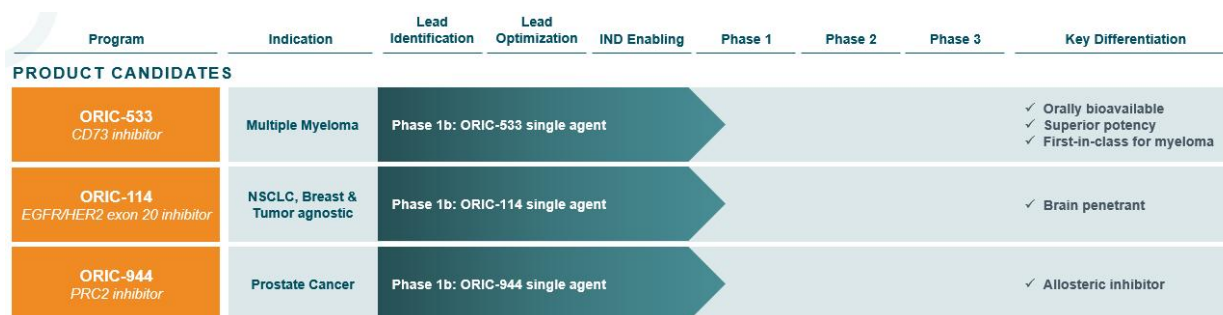 Program
Indication
Lead
Identification
Lead
Optimization
IND Enabling
Phase 1
Phase 2
Phase 3
Key Differentiation
PRODUCT CANDIDATES
ORIC-533
CD73 inhibitor
Multiple Myeloma
Phase 1b: ORIC-533 single agent
✓ Orally bioavailable
✓ Superior potency
✓ First-in-class for myeloma
ORIC-114
EGFR/HER2 exon 20 inhibitor
NSCLC, Breast &
Tumor agnostic
Phase 1b: ORIC-114 single agent
✓ Brain penetrant
ORIC-944
PRC2 inhibitor
Prostate Cancer
Phase 1b: ORIC-944 single agent
✓ Allosteric inhibitor